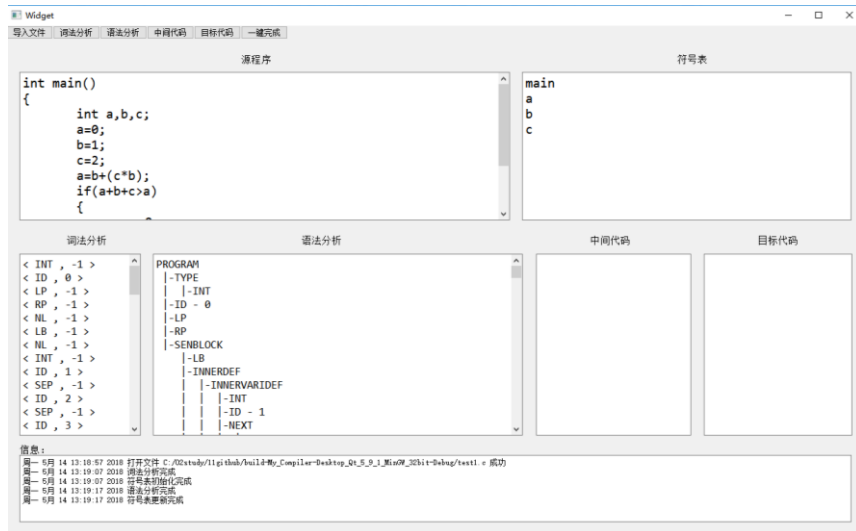 Widget
导入文件 词法分析 语法分析 中间代码 目标代码 一键完成
源程序
int main()
{
int a,b,c;
a=0;
b=1;
c=2;
a=b+(c*b);
if(a+b+c>a)
{
符号表
main
a
b
c
词法分析
< INT , -1 >
< ID , 0 >
< LP , -1 >
< RP , -1 >
< NL , -1 >
< LB , -1 >
< NL , -1 >
< INT , -1 >
< ID , 1 >
< SEP , -1 >
< ID , 2 >
< SEP , -1 >
< ID , 3 >
语法分析
PROGRAM
|-TYPE
| |-INT
|-ID - 0
|-LP
|-RP
|-SENBLOCK
|-LB
|-INNERDEF
| |-INNERVARIDEF
| | |-INT
| | |-ID - 1
| | |-NEXT
中间代码
目标代码
信息:
周一 5月 14 13:18:57 2018 打开文件 C:/02study/11github/build-My_Compiler-Desktop_Qt_5_9_1_MinGW_32bit-Debug/test1.c 成功
周一 5月 14 13:19:07 2018 词法分析完成
周一 5月 14 13:19:07 2018 符号表初始化完成
周一 5月 14 13:19:17 2018 语法分析完成
周一 5月 14 13:19:17 2018 符号表更新完成